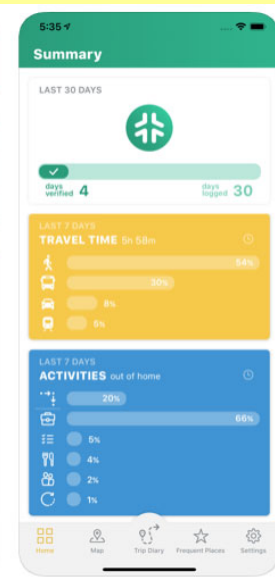 5:35
Summary
LAST 30 DAYS
days verified 4
days logged 30
LAST 7 DAYS
TRAVEL TIME 5h 58m
54%
30%
8%
LAST 7 DAYS
ACTIVITIES out of home
20%
66%
5%
4%
2%
1%
Home Map Trip Diary Frequent Places Settings